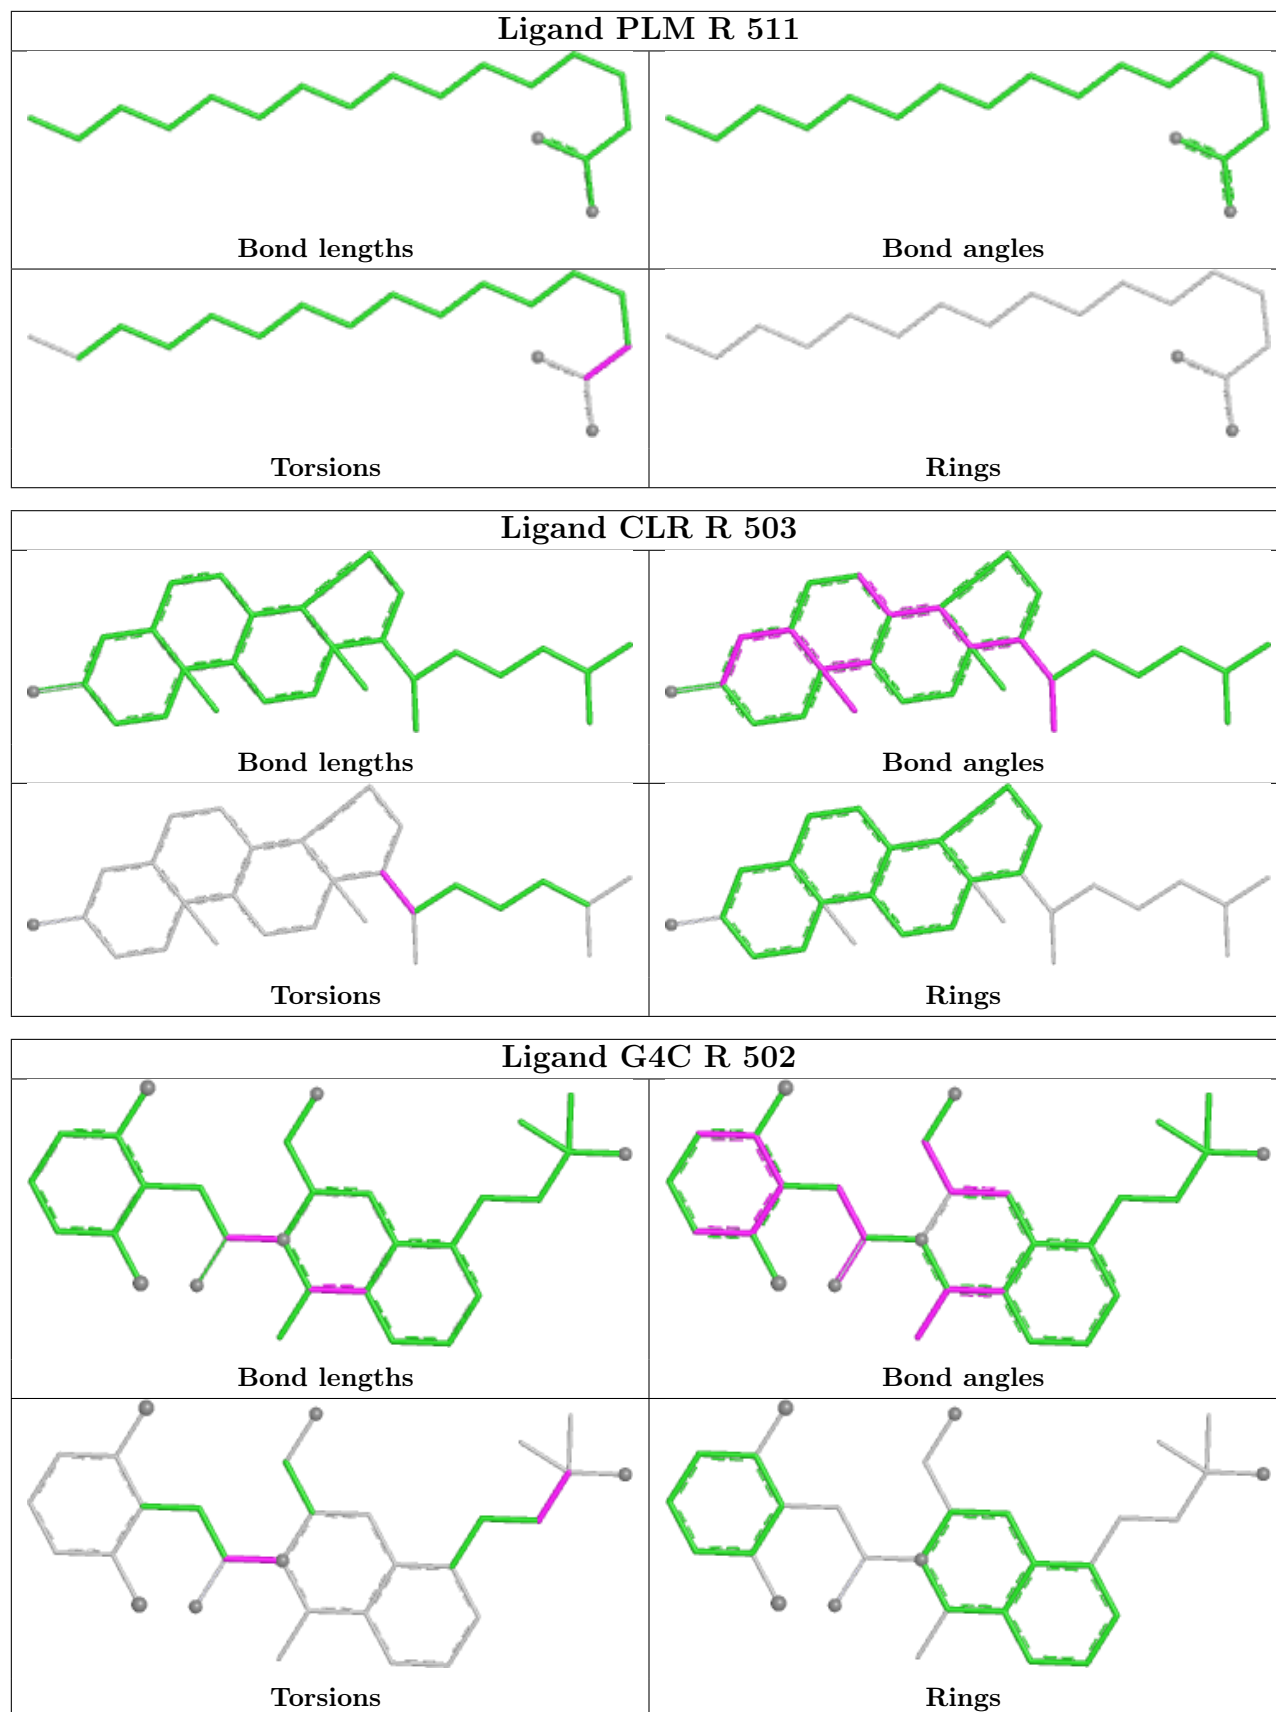 Ligand PLM R 511
Bond lengths
Bond angles
Torsions
Rings
Ligand CLR R 503
Bond lengths
Bond angles
Torsions
Rings
Ligand G4C R 502
Bond lengths
Bond angles
Torsions
Rings